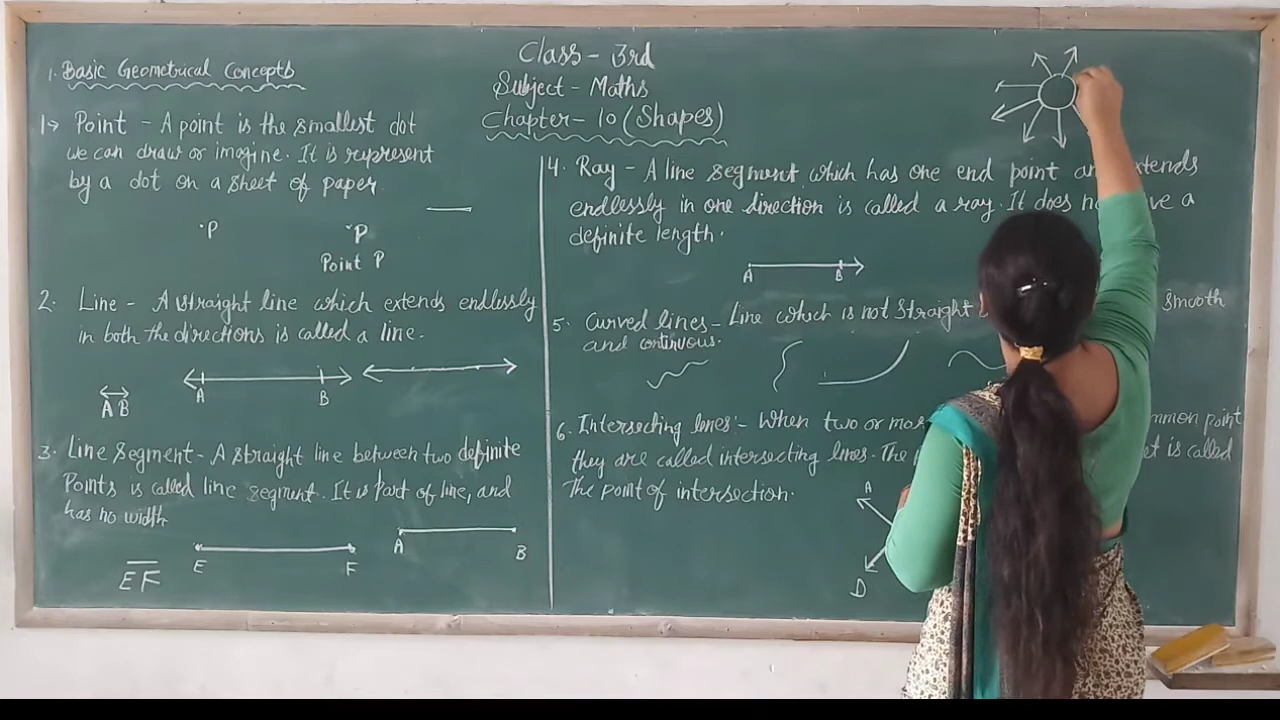 Class - 3rd
Subject - Maths
Chapter - 10 (Shapes)
1. Basic Geometrical Concepts
1→ Point - A point is the smallest dot
we can draw or imagine. It is represent
by a dot on a sheet of paper.
.P .P
Point P
2. Line - A straight line which extends endlessly
in both the directions is called a line.
A B A B
3. Line Segment - A straight line between two definite
Points is called line segment. It is part of line, and
has no width
EF E F A B
4. Ray - A line segment which has one end point extends
endlessly in one direction is called a ray. It does a
definite length.
A B
5. Curved lines - Line which is not straight smooth
and continuous.
6. Intersecting lines :- When two or common point
they are called intersecting lines. The is called
The point of intersection.
A
D